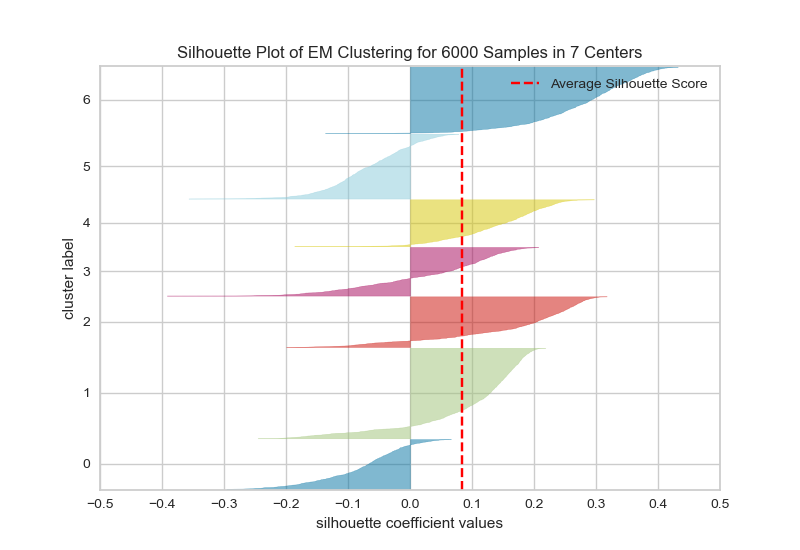 Silhouette Plot of EM Clustering for 6000 Samples in 7 Centers
Average Silhouette Score
6
5
4
3
2
1
0
cluster label
−0.5 −0.4 −0.3 −0.2 −0.1 0.0 0.1 0.2 0.3 0.4 0.5
silhouette coefficient values